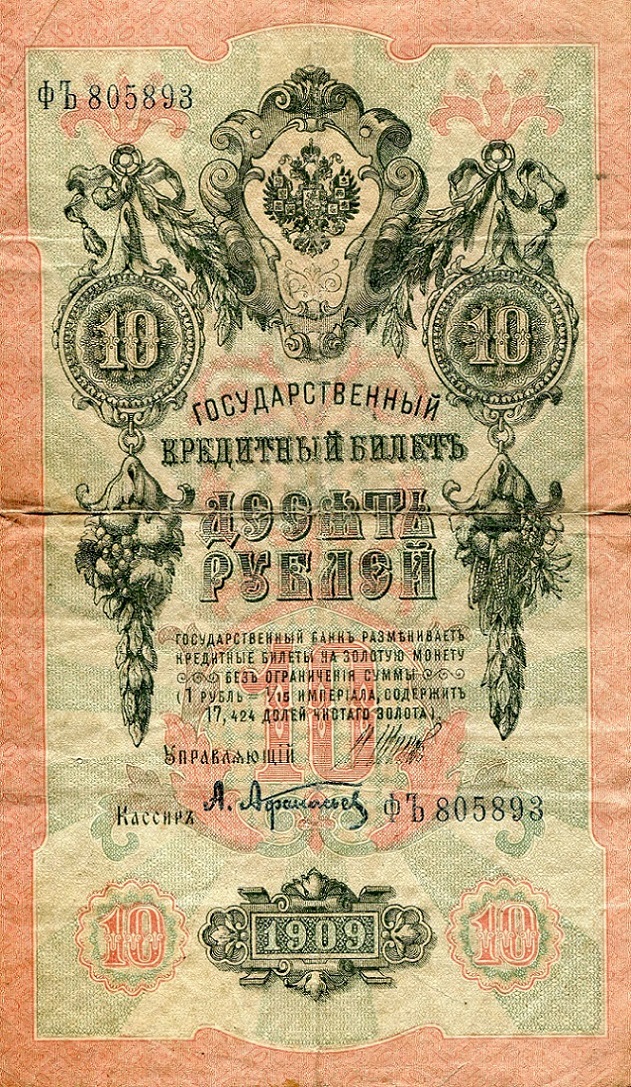 ФЪ 805893
10 10
ГОСУДАРСТВЕННЫЙ
КРЕДИТНЫЙ БИЛЕТЪ
ДЕСЯТЬ
РУБЛЕЙ
ГОСУДАРСТВЕННЫЙ БАНКЪ РАЗМѢНИВАЕТЪ
КРЕДИТНЫЕ БИЛЕТЫ НА ЗОЛОТУЮ МОНЕТУ
БЕЗЪ ОГРАНИЧЕНІЯ СУММЫ
(1 РУБЛЬ — 1/15 ИМПЕРІАЛА, СОДЕРЖИТЪ
17,424 ДОЛЕЙ ЧИСТАГО ЗОЛОТА).
10
УПРАВЛЯЮЩІЙ
КАССИРЪ А. Афанасьев ФЪ 805893
10 1909 10